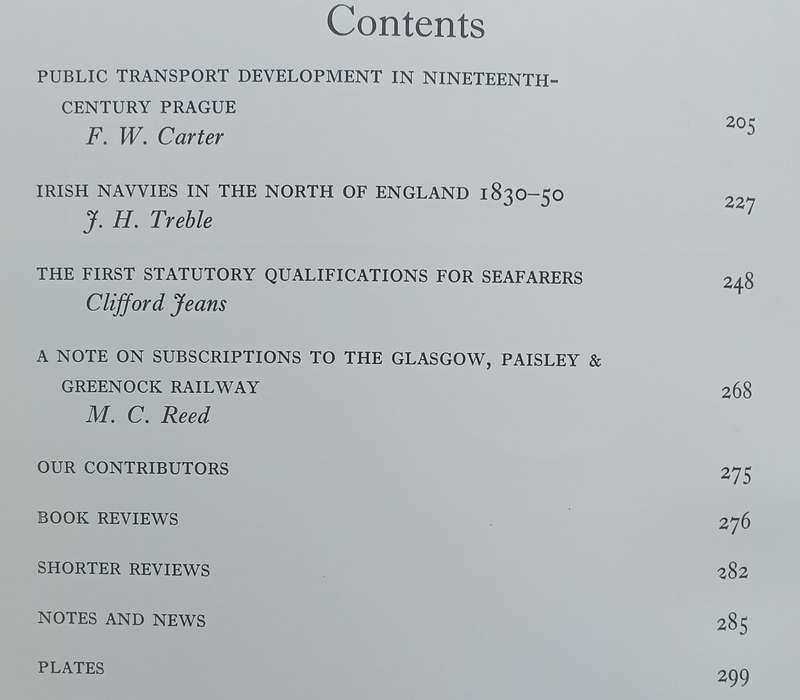 Contents
PUBLIC TRANSPORT DEVELOPMENT IN NINETEENTH-
CENTURY PRAGUE 205
F. W. Carter
IRISH NAVVIES IN THE NORTH OF ENGLAND 1830–50 227
J. H. Treble
THE FIRST STATUTORY QUALIFICATIONS FOR SEAFARERS 248
Clifford Jeans
A NOTE ON SUBSCRIPTIONS TO THE GLASGOW, PAISLEY &
GREENOCK RAILWAY 268
M. C. Reed
OUR CONTRIBUTORS 275
BOOK REVIEWS 276
SHORTER REVIEWS 282
NOTES AND NEWS 285
PLATES 299